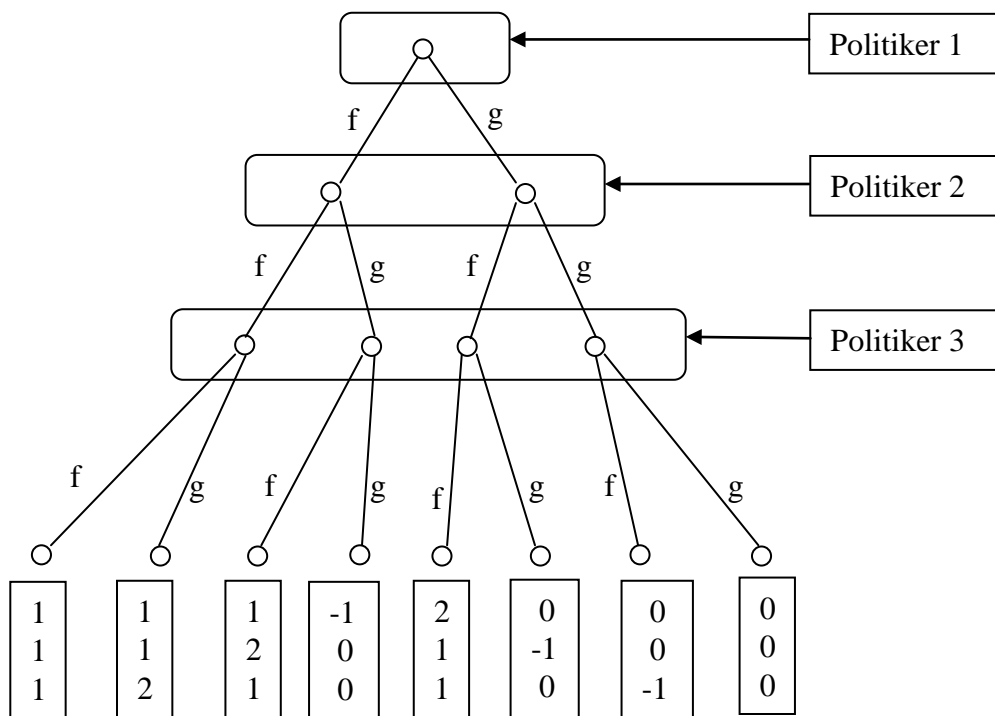 Politiker 1
f g
Politiker 2
f g f g
Politiker 3
f g f g f g f g
1 1 1 -1 2 0 0 0
1 1 2 0 1 -1 0 0
1 2 1 0 1 0 -1 0